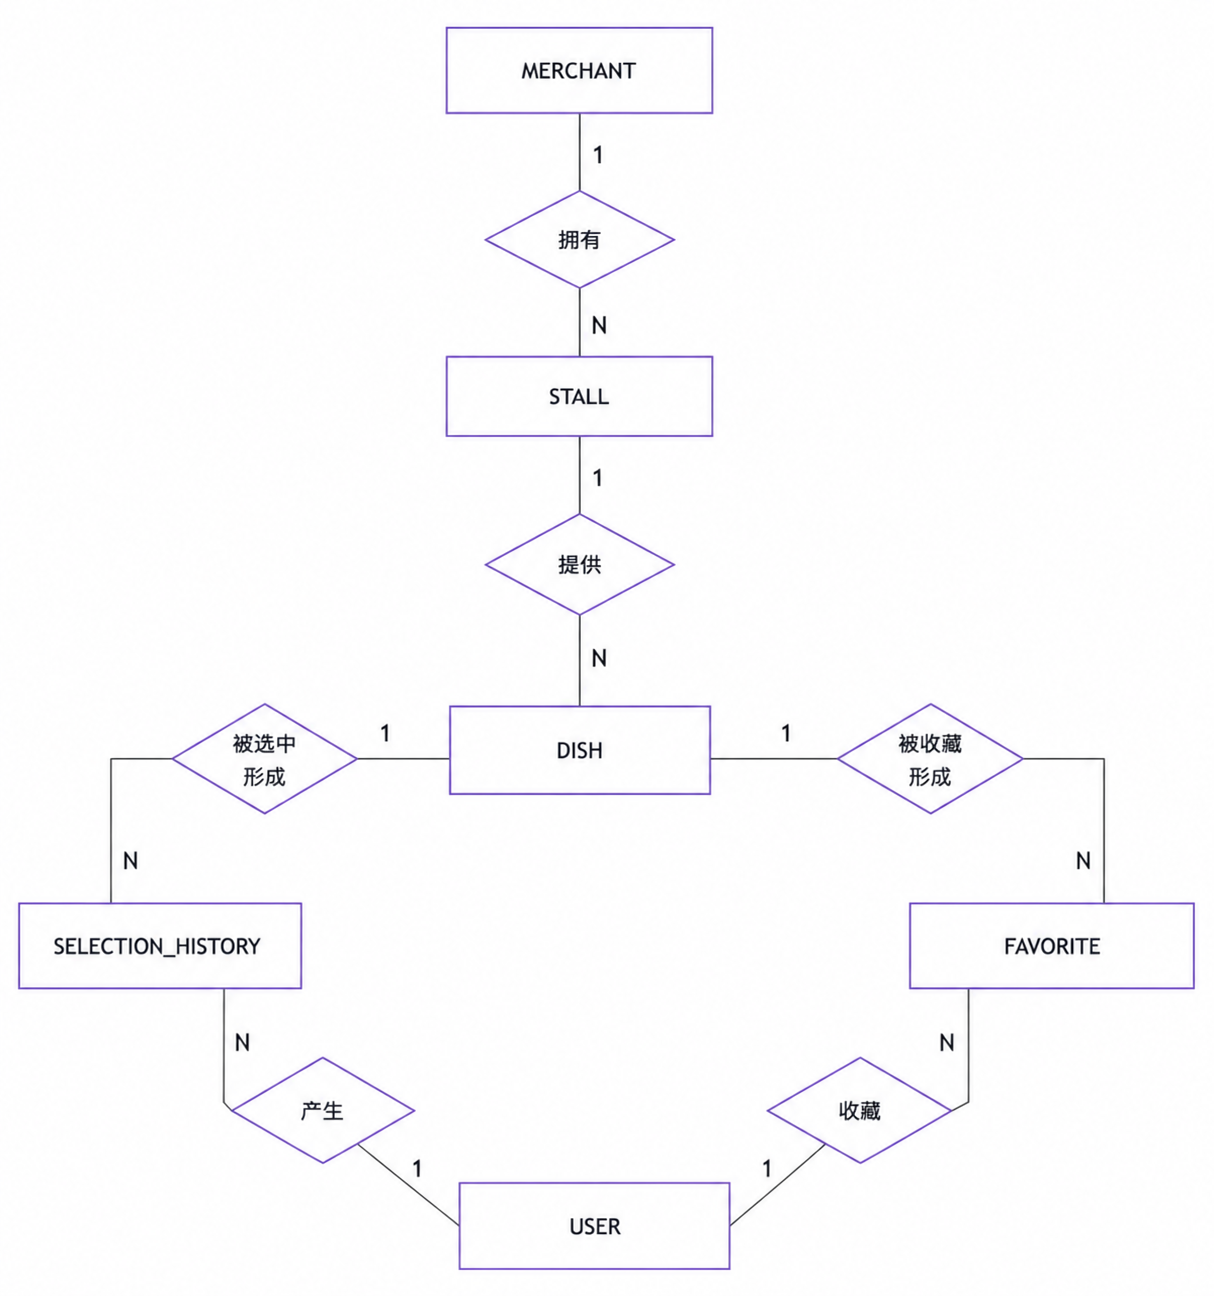 MERCHANT
1
拥有
N
STALL
1
提供
N
被选中
形成
1
DISH
1
被收藏
形成
N
N
SELECTION_HISTORY
FAVORITE
N
N
产生
收藏
1
1
USER